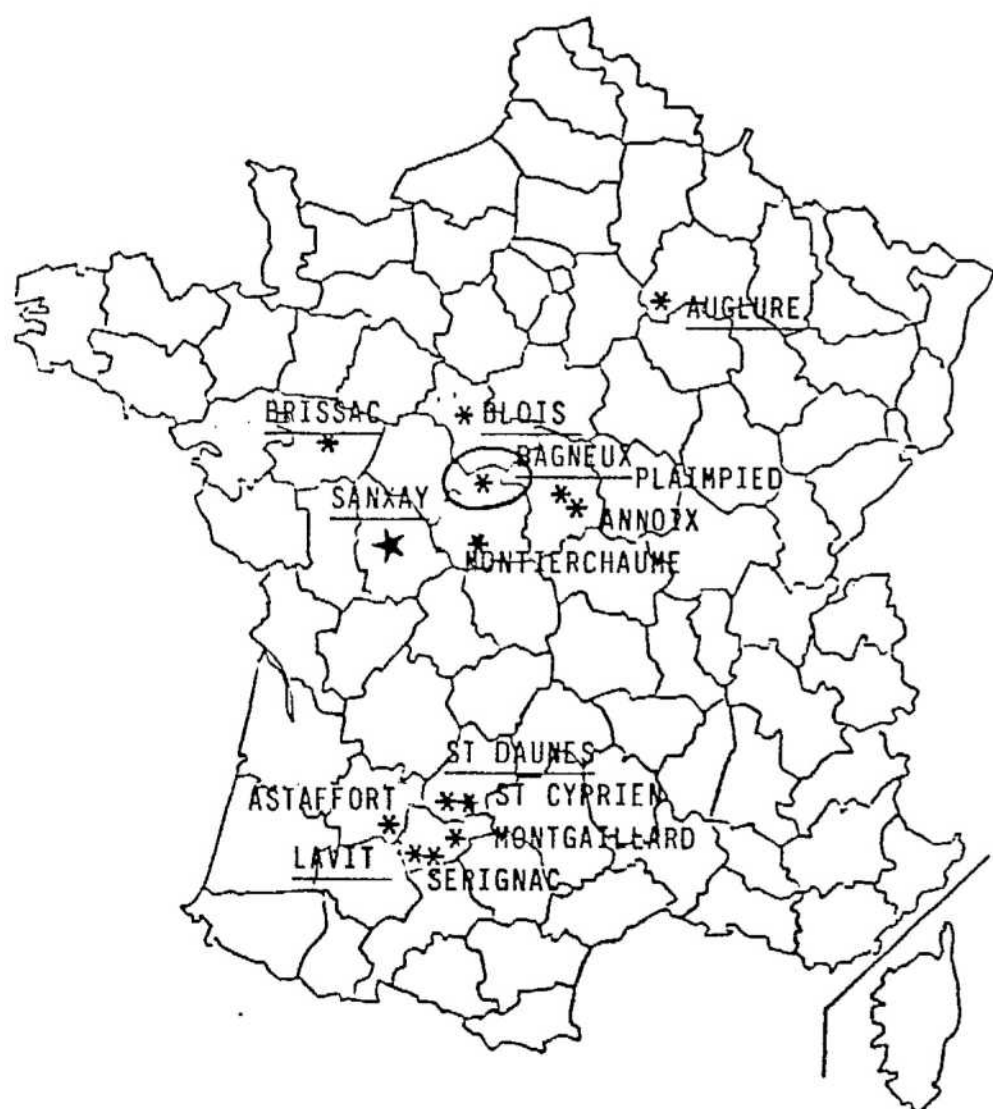 AUGLURE
BRISSAC
BLOIS
BAGNEUX
PLAIMPIED
SANXAY
ANNOIX
MONTIERCHAUME
ST DAUNES
ASTAFFORT
ST CYPRIEN
MONTGAILLARD
LAVIT
SERIGNAC